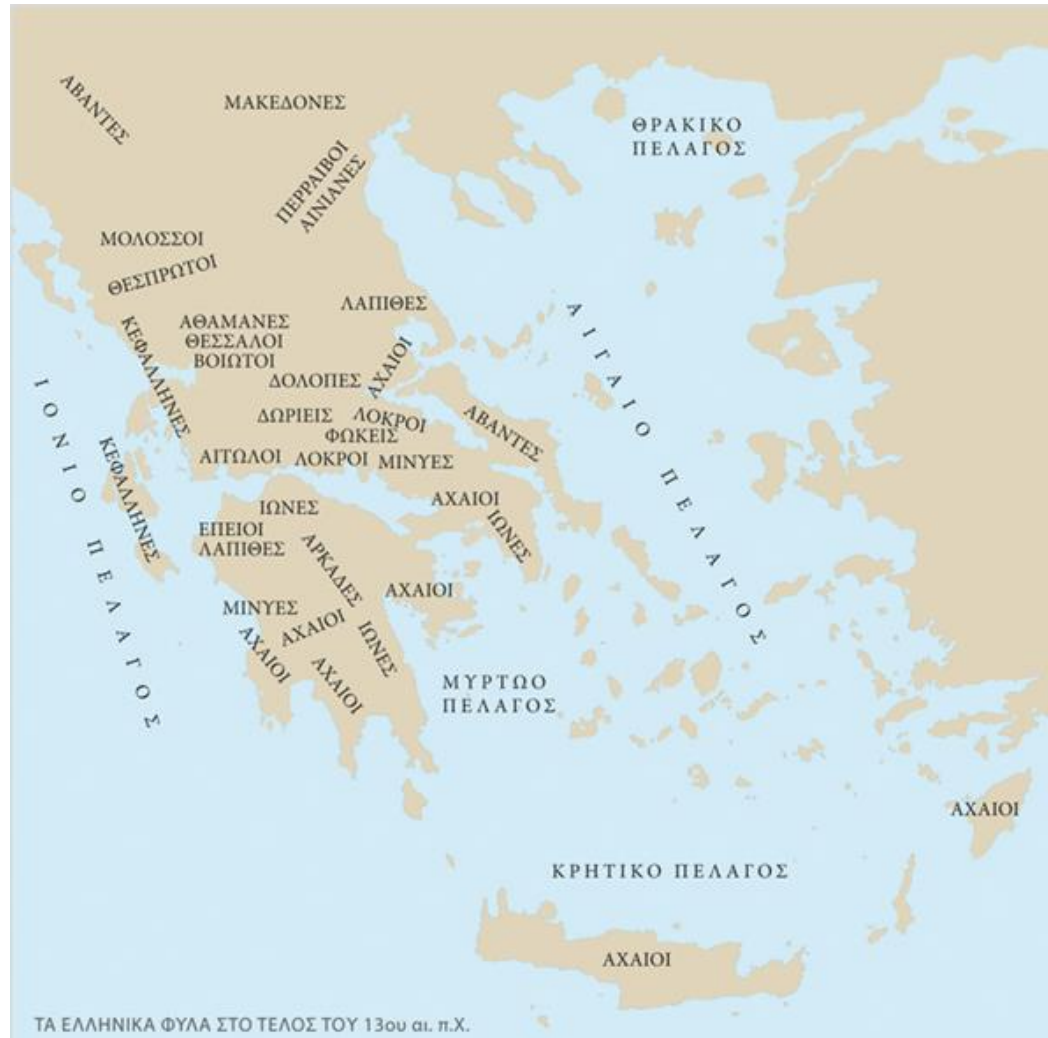 ΑΒΑΝΤΕΣ
ΜΑΚΕΔΟΝΕΣ
ΘΡΑΚΙΚΟ
ΠΕΛΑΓΟΣ
ΠΕΡΡΑΙΒΟΙ
ΑΙΝΙΑΝΕΣ
ΜΟΛΟΣΣΟΙ
ΘΕΣΠΡΩΤΟΙ
ΛΑΠΙΘΕΣ
ΚΕΦΑΛΛΗΝΕΣ
ΑΘΑΜΑΝΕΣ
ΘΕΣΣΑΛΟΙ
ΒΟΙΩΤΟΙ
ΑΧΑΙΟΙ
ΑΙΓΑΙΟ ΠΕΛΑΓΟΣ
ΔΟΛΟΠΕΣ
ΙΟΝΙΟ ΠΕΛΑΓΟΣ
ΔΩΡΙΕΙΣ
ΛΟΚΡΟΙ
ΑΒΑΝΤΕΣ
ΦΩΚΕΙΣ
ΑΙΤΩΛΟΙ
ΛΟΚΡΟΙ
ΜΙΝΥΕΣ
ΚΕΦΑΛΛΗΝΕΣ
ΑΧΑΙΟΙ
ΙΩΝΕΣ
ΙΩΝΕΣ
ΕΠΕΙΟΙ
ΛΑΠΙΘΕΣ
ΑΡΚΑΔΕΣ
ΑΧΑΙΟΙ
ΜΙΝΥΕΣ
ΑΧΑΙΟΙ
ΙΩΝΕΣ
ΑΧΑΙΟΙ
ΑΧΑΙΟΙ
ΜΥΡΤΩΟ
ΠΕΛΑΓΟΣ
ΑΧΑΙΟΙ
ΚΡΗΤΙΚΟ ΠΕΛΑΓΟΣ
ΑΧΑΙΟΙ
ΤΑ ΕΛΛΗΝΙΚΑ ΦΥΛΑ ΣΤΟ ΤΕΛΟΣ ΤΟΥ 13ου αι. π.Χ.